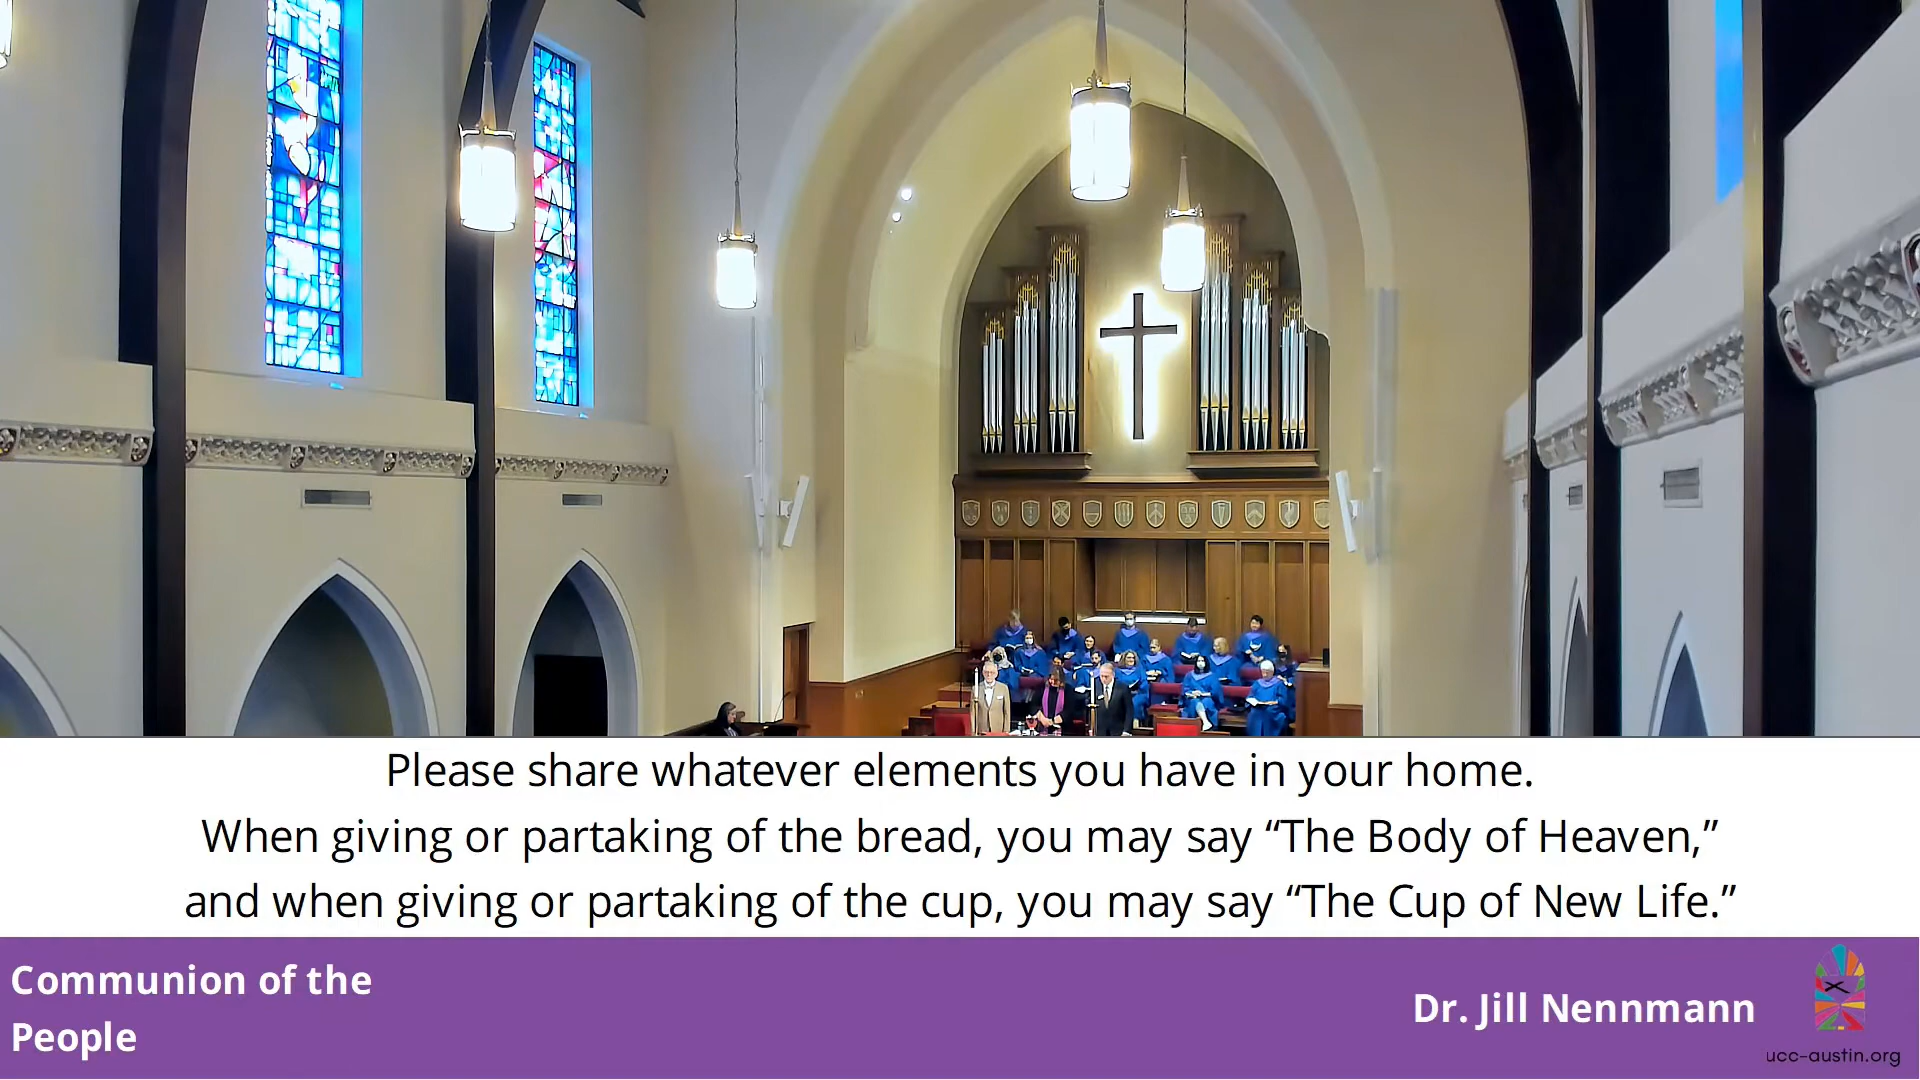 Please share whatever elements you have in your home.
When giving or partaking of the bread, you may say “The Body of Heaven,”
and when giving or partaking of the cup, you may say “The Cup of New Life.”
Communion of the
People
Dr. Jill Nennmann
ucc-austin.org